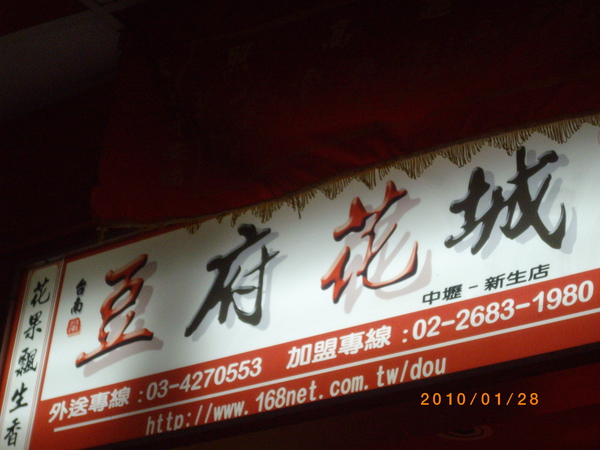 花果飄生香
台南
豆府花城
中壢－新生店
外送專線：03-4270553 加盟專線：02-2683-1980
http://www.168net.com.tw/dou
2010/01/28